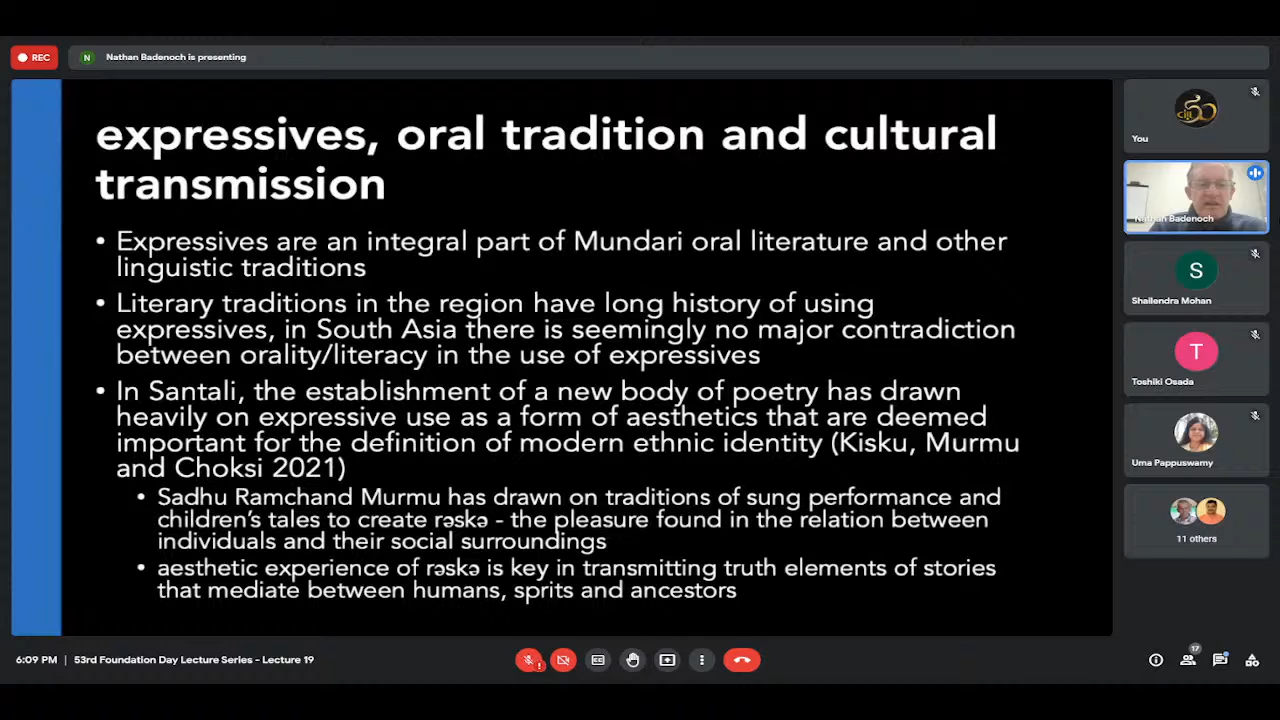 REC
N
Nathan Badenoch is presenting
expressives, oral tradition and cultural
transmission
• Expressives are an integral part of Mundari oral literature and other
linguistic traditions
• Literary traditions in the region have long history of using
expressives, in South Asia there is seemingly no major contradiction
between orality/literacy in the use of expressives
• In Santali, the establishment of a new body of poetry has drawn
heavily on expressive use as a form of aesthetics that are deemed
important for the definition of modern ethnic identity (Kisku, Murmu
and Choksi 2021)
• Sadhu Ramchand Murmu has drawn on traditions of sung performance and
children's tales to create rəskə - the pleasure found in the relation between
individuals and their social surroundings
• aesthetic experience of rəskə is key in transmitting truth elements of stories
that mediate between humans, sprits and ancestors
You
Nathan Badenoch
S
Shailendra Mohan
T
Toshiki Osada
Uma Pappuswamy
11 others
6:09 PM | 53rd Foundation Day Lecture Series - Lecture 19
17